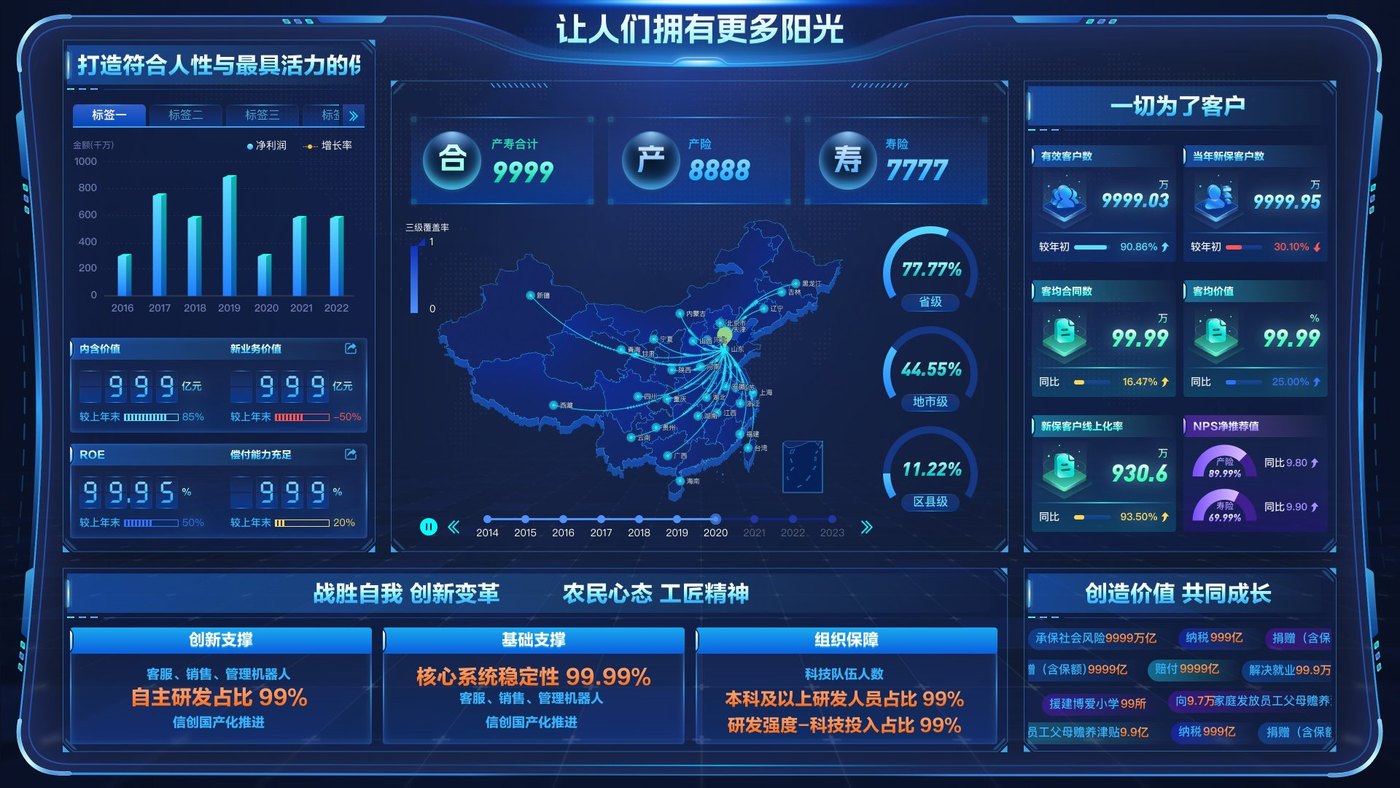 让人们拥有更多阳光
打造符合人性与最具活力的
标签一 标签二 标签三
金额(千万) 净利润 增长率
1000
800
600
400
200
0
2016 2017 2018 2019 2020 2021 2022
内含价值 新业务价值
999 亿元 999 亿元
较上年末 85% 较上年末 -50%
ROE 偿付能力充足
99.95 % 999 %
较上年末 50% 较上年末 20%
合 产寿合计 9999
产 产险 8888
寿 寿险 7777
三级覆盖率
1
0
黑龙江
吉林
辽宁
新疆
内蒙古
北京市
天津
宁夏
山西
山东
青海
甘肃
陕西
河南
西藏
四川
重庆
湖北
安徽
上海
浙江
湖南
江西
贵州
云南
福建
台湾
广西
海南
77.77%
省级
44.55%
地市级
11.22%
区县级
2014 2015 2016 2017 2018 2019 2020 2021 2022 2023
一切为了客户
有效客户数 当年新保客户数
万 9999.03 万 9999.95
较年初 90.86% 较年初 30.10%
客均合同数 客均价值
万 99.99 % 99.99
同比 16.47% 同比 25.00%
新保客户线上化率 NPS净推荐值
万 930.6
同比 93.50%
产险 89.99% 同比 9.80
寿险 69.99% 同比 9.90
战胜自我 创新变革 农民心态 工匠精神
创新支撑
客服、销售、管理机器人
自主研发占比 99%
信创国产化推进
基础支撑
核心系统稳定性 99.99%
客服、销售、管理机器人
信创国产化推进
组织保障
科技队伍人数
本科及以上研发人员占比 99%
研发强度-科技投入占比 99%
创造价值 共同成长
承保社会风险9999万亿 纳税999亿 捐赠（含保
（含保额)9999亿 赔付9999亿 解决就业99.9万
援建博爱小学99所 向9.7万家庭发放员工父母赡养
员工父母赡养津贴9.9亿 纳税999亿 捐赠（含保额